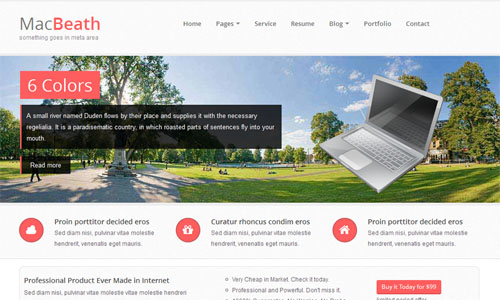 MacBeath
something goes in meta area
Home Pages Service Resume Blog Portfolio Contact
6 Colors
A small river named Duden flows by their place and supplies it with the necessary
regelialia. It is a paradisematic country, in which roasted parts of sentences fly into your
mouth.
Read more
Proin porttitor decided eros
Sed diam nisi, pulvinar vitae molestie
hendrerit, venenatis eget mauris.
Curatur rhoncus condim eros
Sed diam nisi, pulvinar vitae molestie
hendrerit, venenatis eget mauris.
Proin porttitor decided eros
Sed diam nisi, pulvinar vitae molestie
hendrerit, venenatis eget mauris.
Professional Product Ever Made in Internet
Sed diam nisi, pulvinar vitae molestie vitae molestie hendreri
Very Cheap in Market. Check it today.
Professional and Powerful. Don't miss it.
Buy it Today for $99
limited period offer